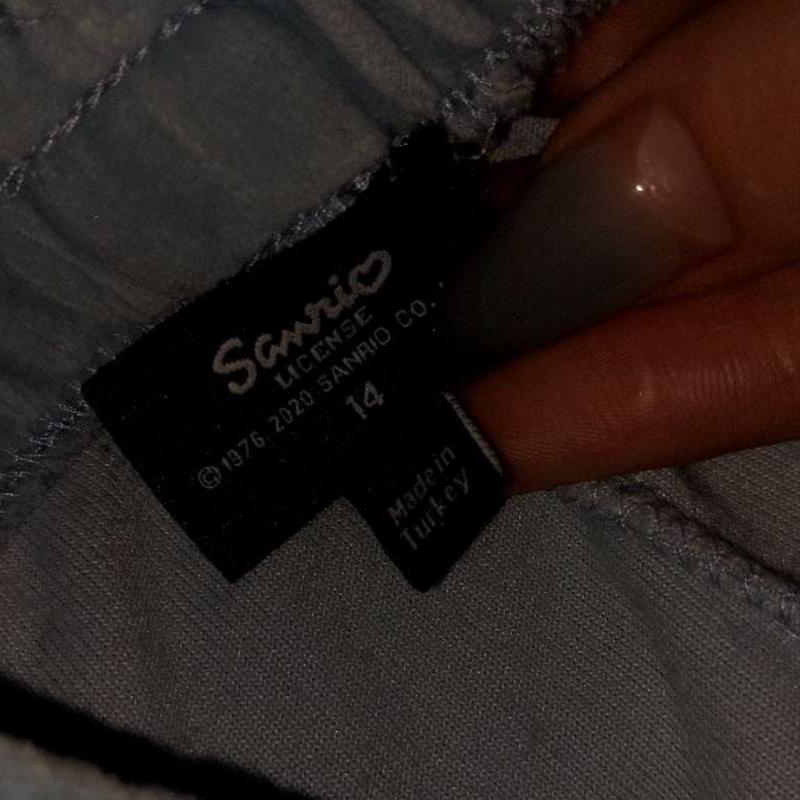 Sanrio
LICENSE
©1976, 2020 SANRIO CO.,
14
Made in
Turkey